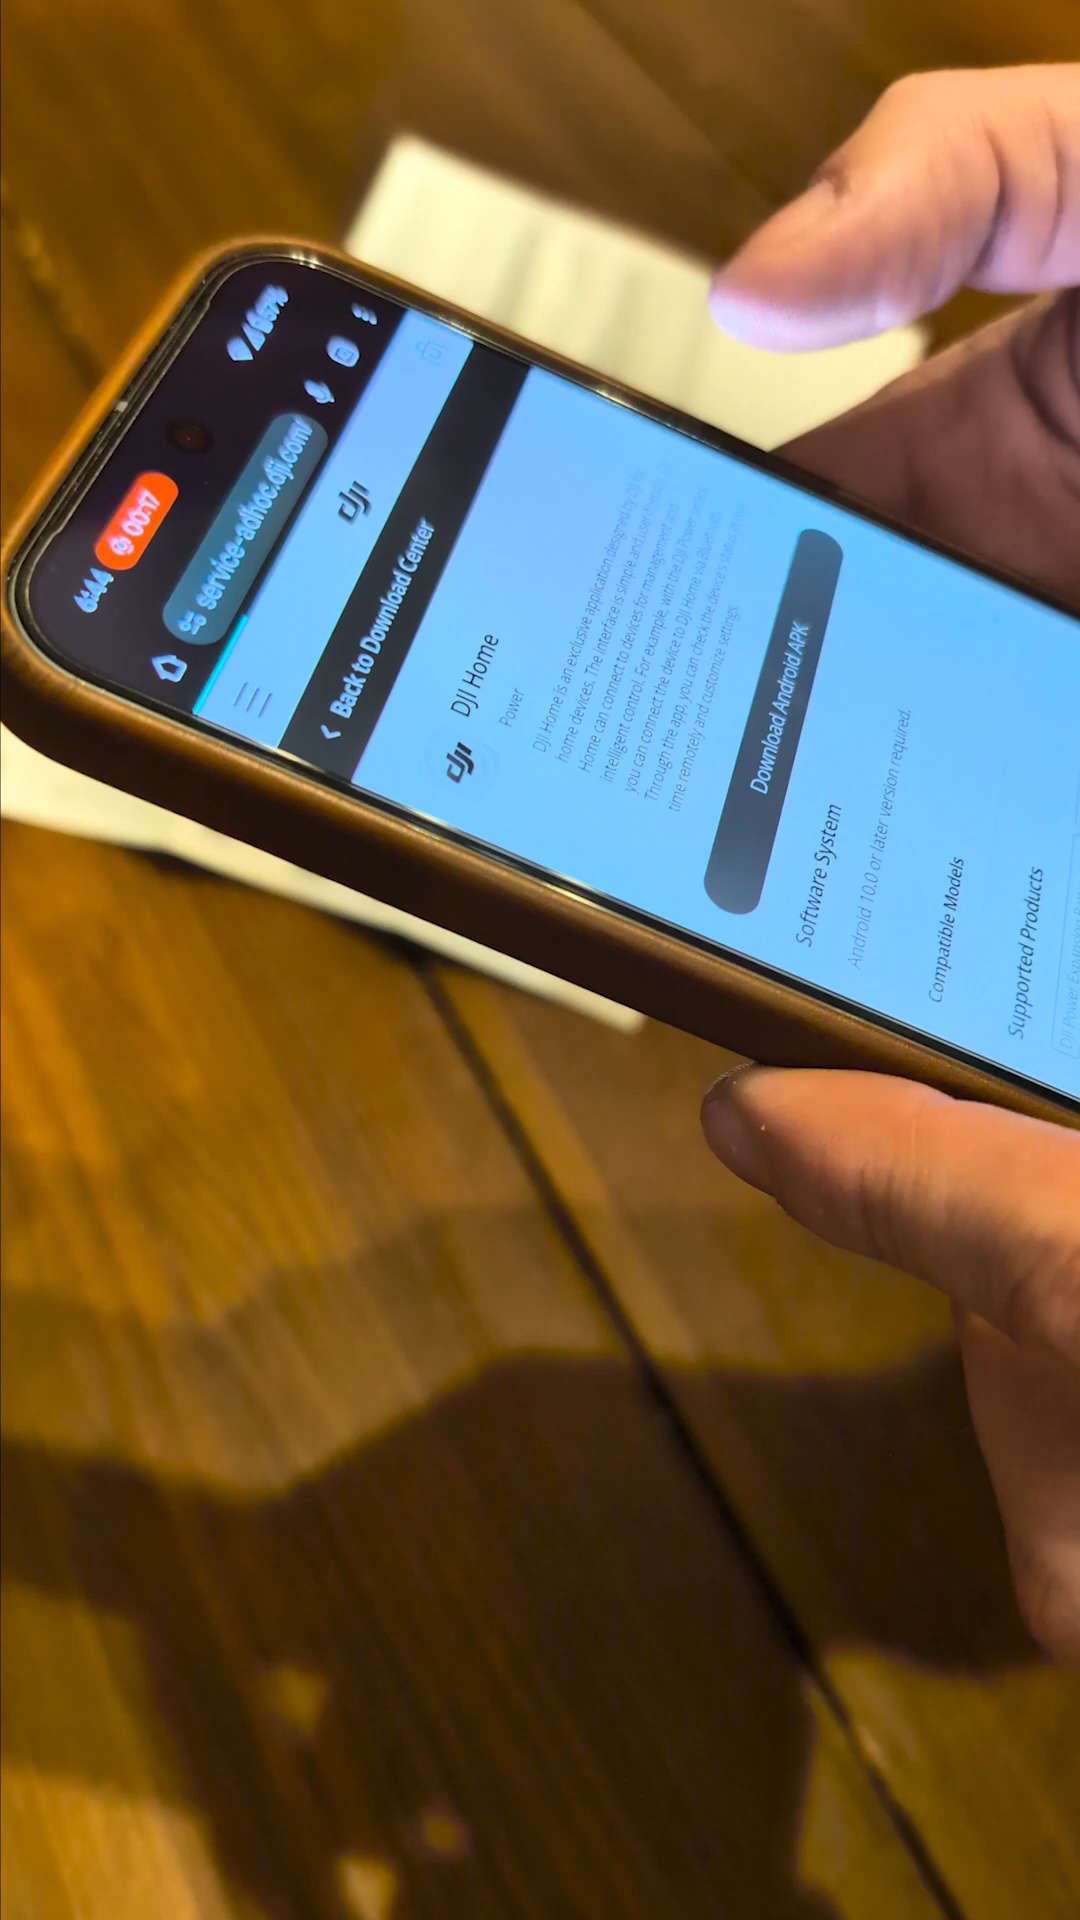 6:44
00:17
service-adhoc.dji.com/
dji
Back to Download Center
dji
DJI Home
Power
DJI Home is an exclusive application designed by DJI for
home devices. The interface is simple and user-friendly.
Home can connect to devices for management and
intelligent control. For example, with the DJI Power series,
you can connect the device to DJI Home via Bluetooth.
Through the app, you can check the device's status in real
time remotely and customize settings.
Download Android APK
Software System
Android 10.0 or later version required.
Compatible Models
Supported Products
DJI Power Expansion